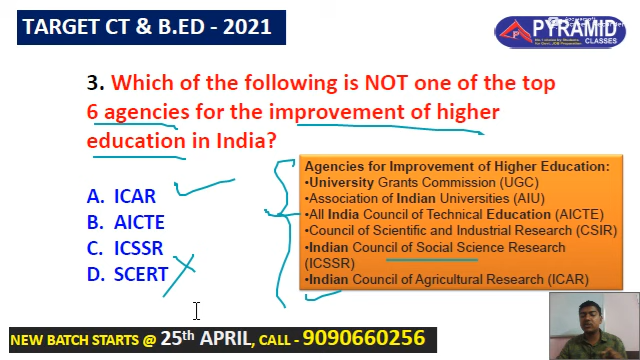 TARGET CT & B.ED - 2021
PYRAMID
CLASSES
3. Which of the following is NOT one of the top
6 agencies for the improvement of higher
education in India?
A. ICAR
B. AICTE
C. ICSSR
D. SCERT
Agencies for Improvement of Higher Education:
•University Grants Commission (UGC)
•Association of Indian Universities (AIU)
•All India Council of Technical Education (AICTE)
•Council of Scientific and Industrial Research (CSIR)
•Indian Council of Social Science Research
(ICSSR)
•Indian Council of Agricultural Research (ICAR)
NEW BATCH STARTS @ 25th APRIL, CALL - 9090660256